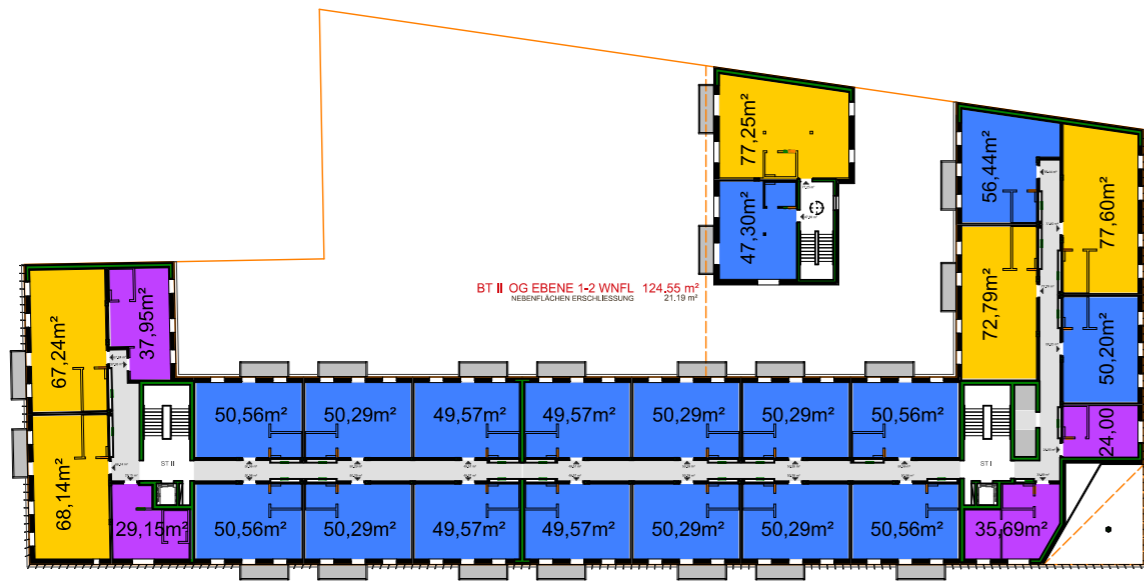 77,25m²
47,30m²
56,44m²
77,60m²
72,79m²
50,20m²
24,00
BT II OG EBENE 1-2 WNFL 124.55 m²
NEBENFLÄCHEN ERSCHLIESSUNG 21.19 m²
67,24m²
37,95m²
68,14m²
29,15m²
50,56m² 50,29m² 49,57m² 49,57m² 50,29m² 50,29m² 50,56m²
ST II
ST I
50,56m² 50,29m² 49,57m² 49,57m² 50,29m² 50,29m² 50,56m²
35,69m²